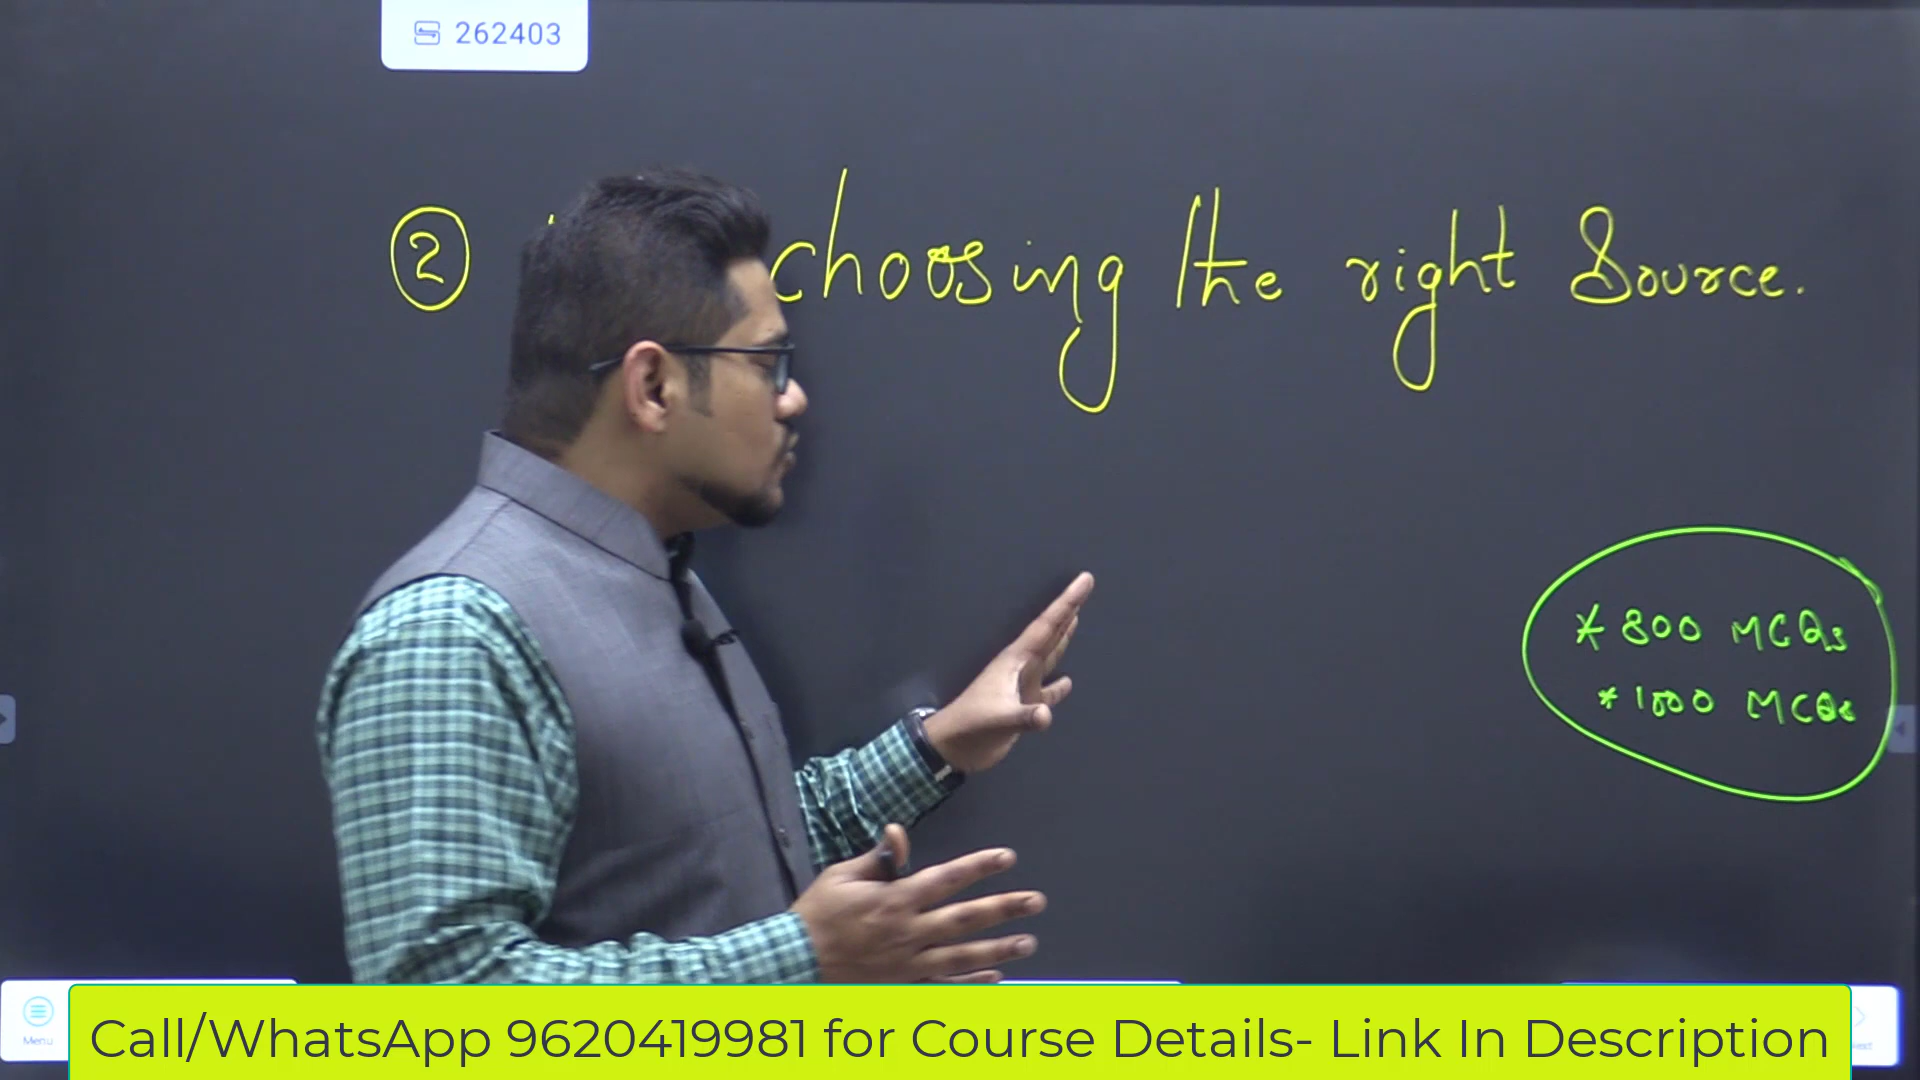 262403
② choosing the right Source.
* 800 MCQs
* 1000 MCQs
Menu
Call/WhatsApp 9620419981 for Course Details- Link In Description